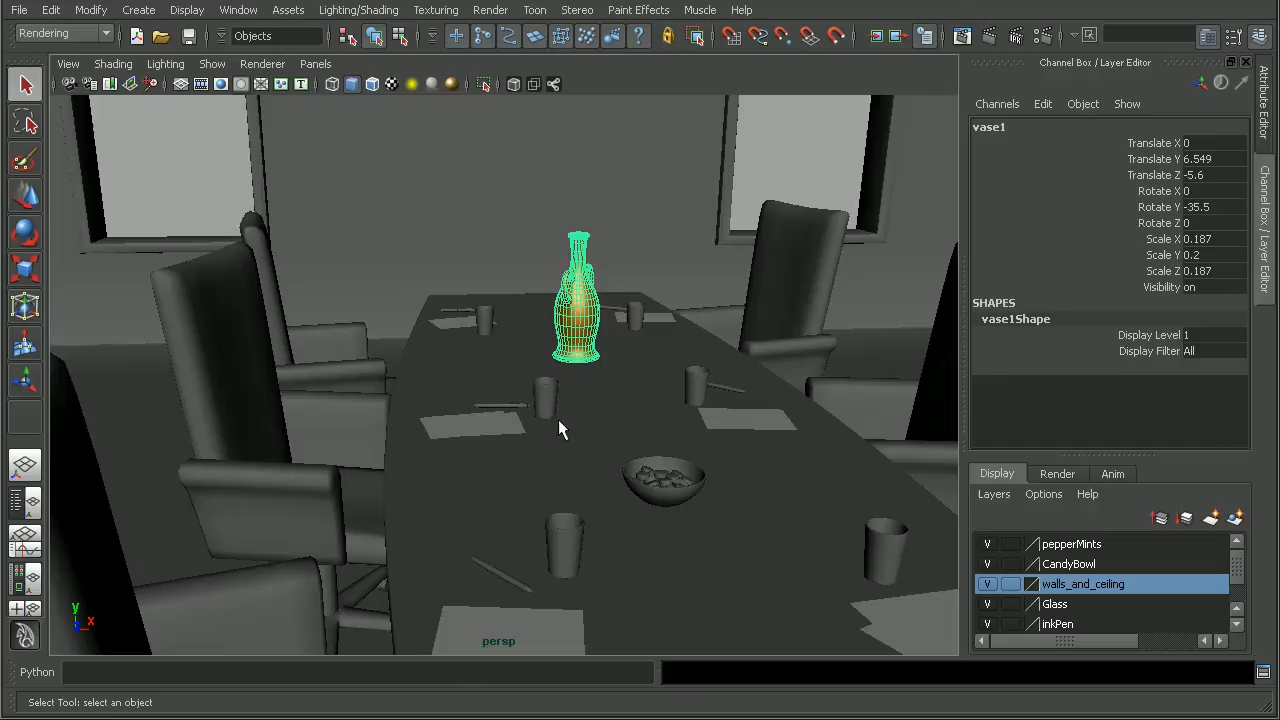 File Edit Modify Create Display Window Assets Lighting/Shading Texturing Render Toon Stereo Paint Effects Muscle Help
Rendering Objects
View Shading Lighting Show Renderer Panels
Channel Box / Layer Editor
Channels Edit Object Show
vase1
Translate X 0
Translate Y 6.549
Translate Z -5.6
Rotate X 0
Rotate Y -35.5
Rotate Z 0
Scale X 0.187
Scale Y 0.2
Scale Z 0.187
Visibility on
SHAPES
vase1Shape
Display Level 1
Display Filter All
Attribute Editor
Channel Box / Layer Editor
Display Render Anim
Layers Options Help
V pepperMints
V CandyBowl
V walls_and_ceiling
V Glass
V inkPen
y
x
persp
Python
Select Tool: select an object